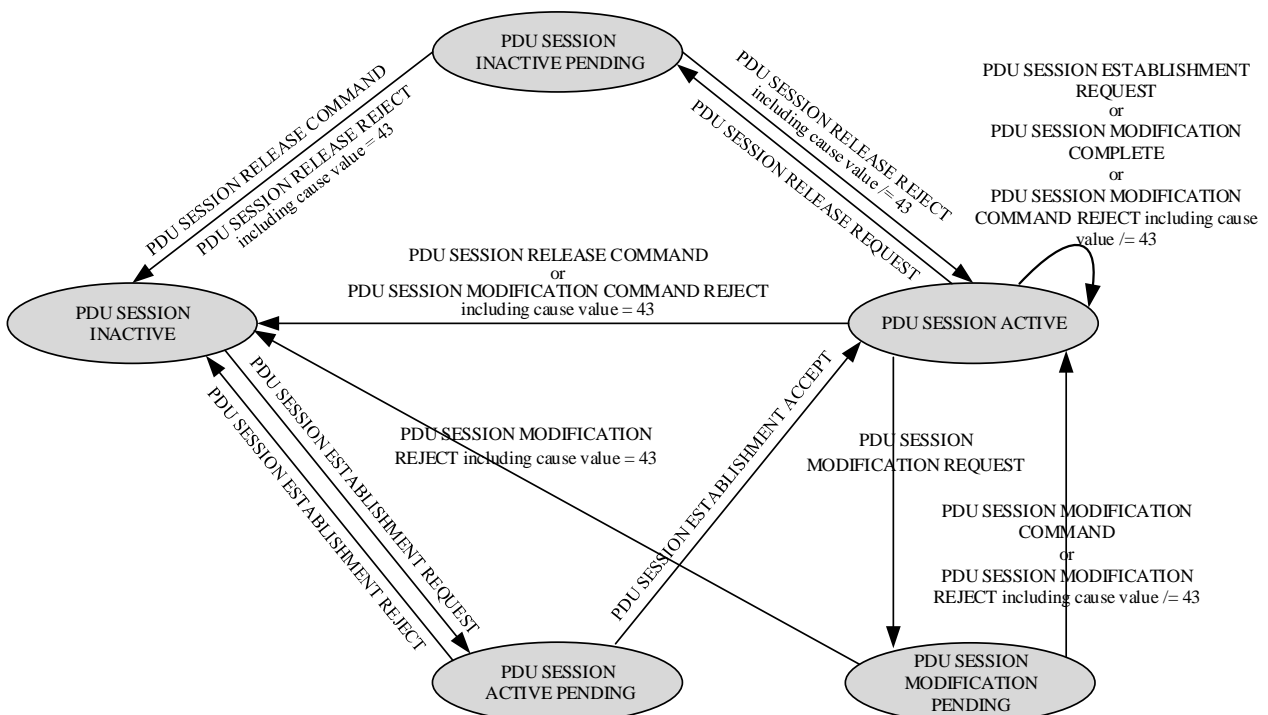 PDU SESSION
INACTIVE PENDING
PDU SESSION RELEASE COMMAND
PDU SESSION RELEASE REJECT
including cause value = 43
PDU SESSION RELEASE REJECT
including cause value /= 43
PDU SESSION RELEASE REQUEST
PDU SESSION ESTABLISHMENT
REQUEST
or
PDU SESSION MODIFICATION
COMPLETE
or
PDU SESSION MODIFICATION
COMMAND REJECT including cause
value /= 43
PDU SESSION RELEASE COMMAND
or
PDU SESSION MODIFICATION COMMAND REJECT
including cause value = 43
PDU SESSION
INACTIVE
PDU SESSION ACTIVE
PDU SESSION ESTABLISHMENT REQUEST
PDU SESSION ESTABLISHMENT REJECT
PDU SESSION MODIFICATION
REJECT including cause value = 43
PDU SESSION ESTABLISHMENT ACCEPT
PDU SESSION
MODIFICATION REQUEST
PDU SESSION MODIFICATION
COMMAND
or
PDU SESSION MODIFICATION
REJECT including cause value /= 43
PDU SESSION
ACTIVE PENDING
PDU SESSION
MODIFICATION
PENDING